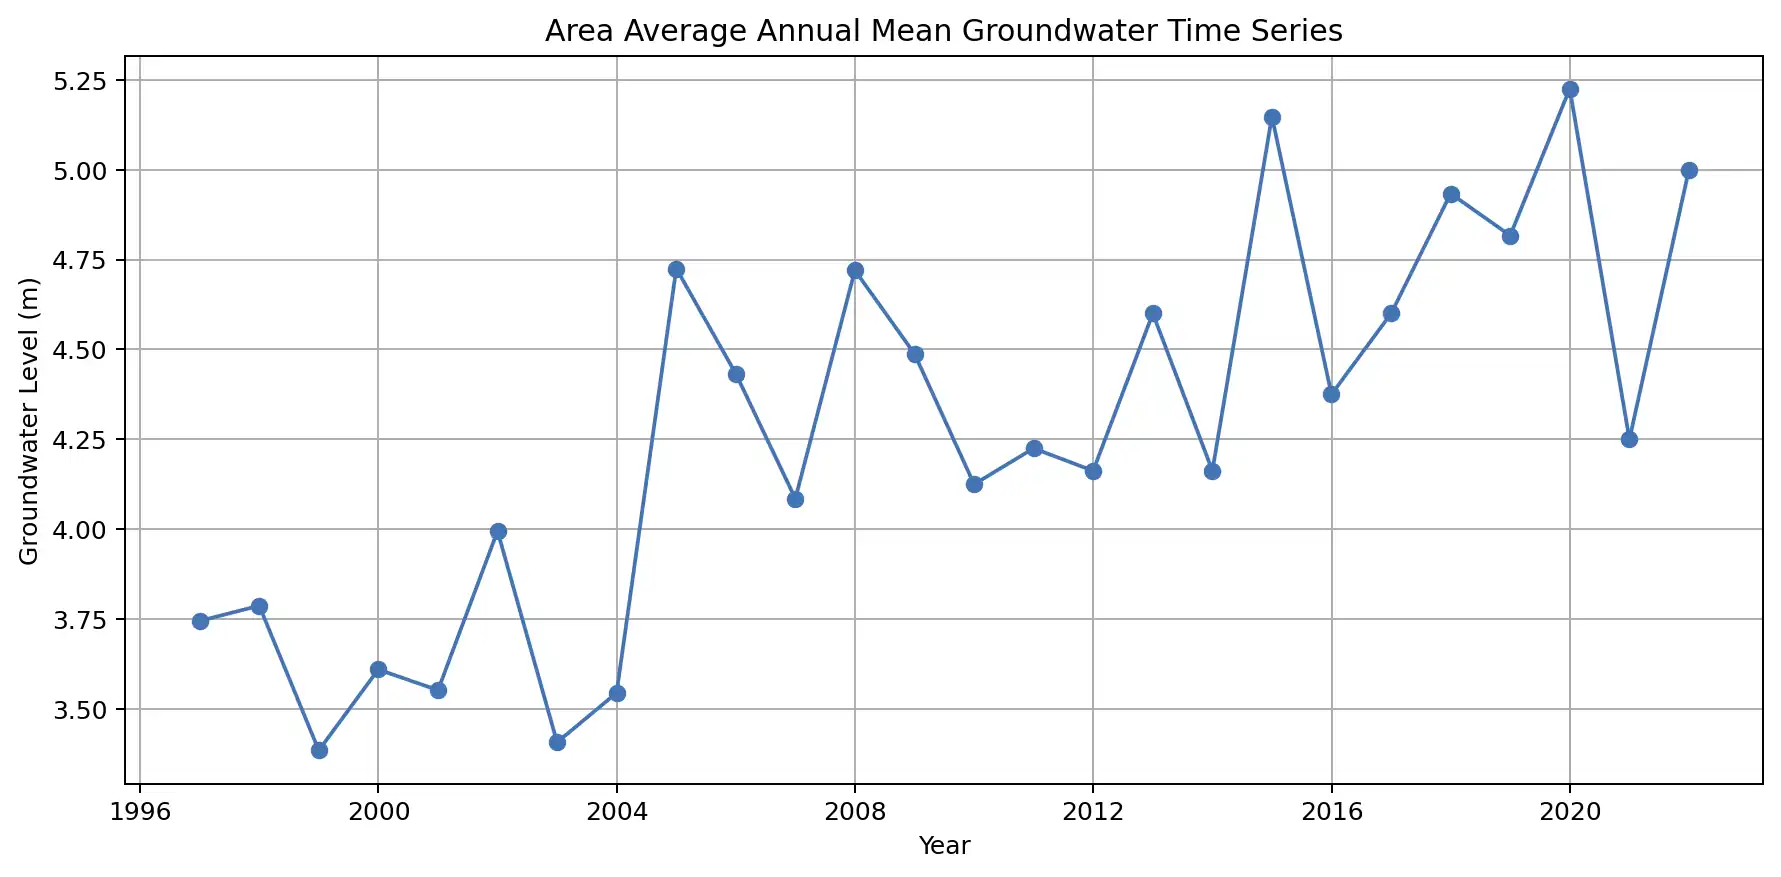 Area Average Annual Mean Groundwater Time Series
Groundwater Level (m)
5.25
5.00
4.75
4.50
4.25
4.00
3.75
3.50
1996 2000 2004 2008 2012 2016 2020
Year